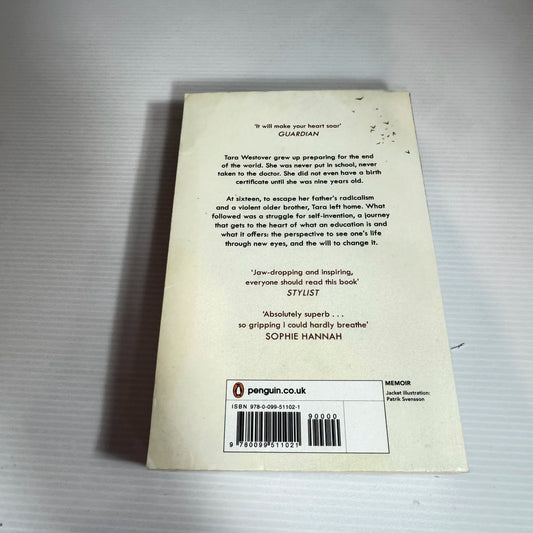 'It will make your heart soar'
GUARDIAN
Tara Westover grew up preparing for the end
of the world. She was never put in school, never
taken to the doctor. She did not even have a birth
certificate until she was nine years old.
At sixteen, to escape her father's radicalism
and a violent older brother, Tara left home. What
followed was a struggle for self-invention, a journey
that gets to the heart of what an education is and
what it offers: the perspective to see one's life
through new eyes, and the will to change it.
'Jaw-dropping and inspiring,
everyone should read this book'
STYLIST
'Absolutely superb . . .
so gripping I could hardly breathe'
SOPHIE HANNAH
penguin.co.uk
MEMOIR
Jacket illustration:
Patrik Svensson
ISBN 978-0-099-51102-1
90000
9 780099 511021